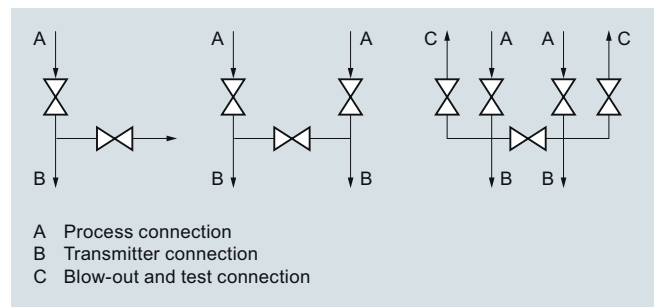 A A A C A A C
B B B B B
A Process connection
B Transmitter connection
C Blow-out and test connection